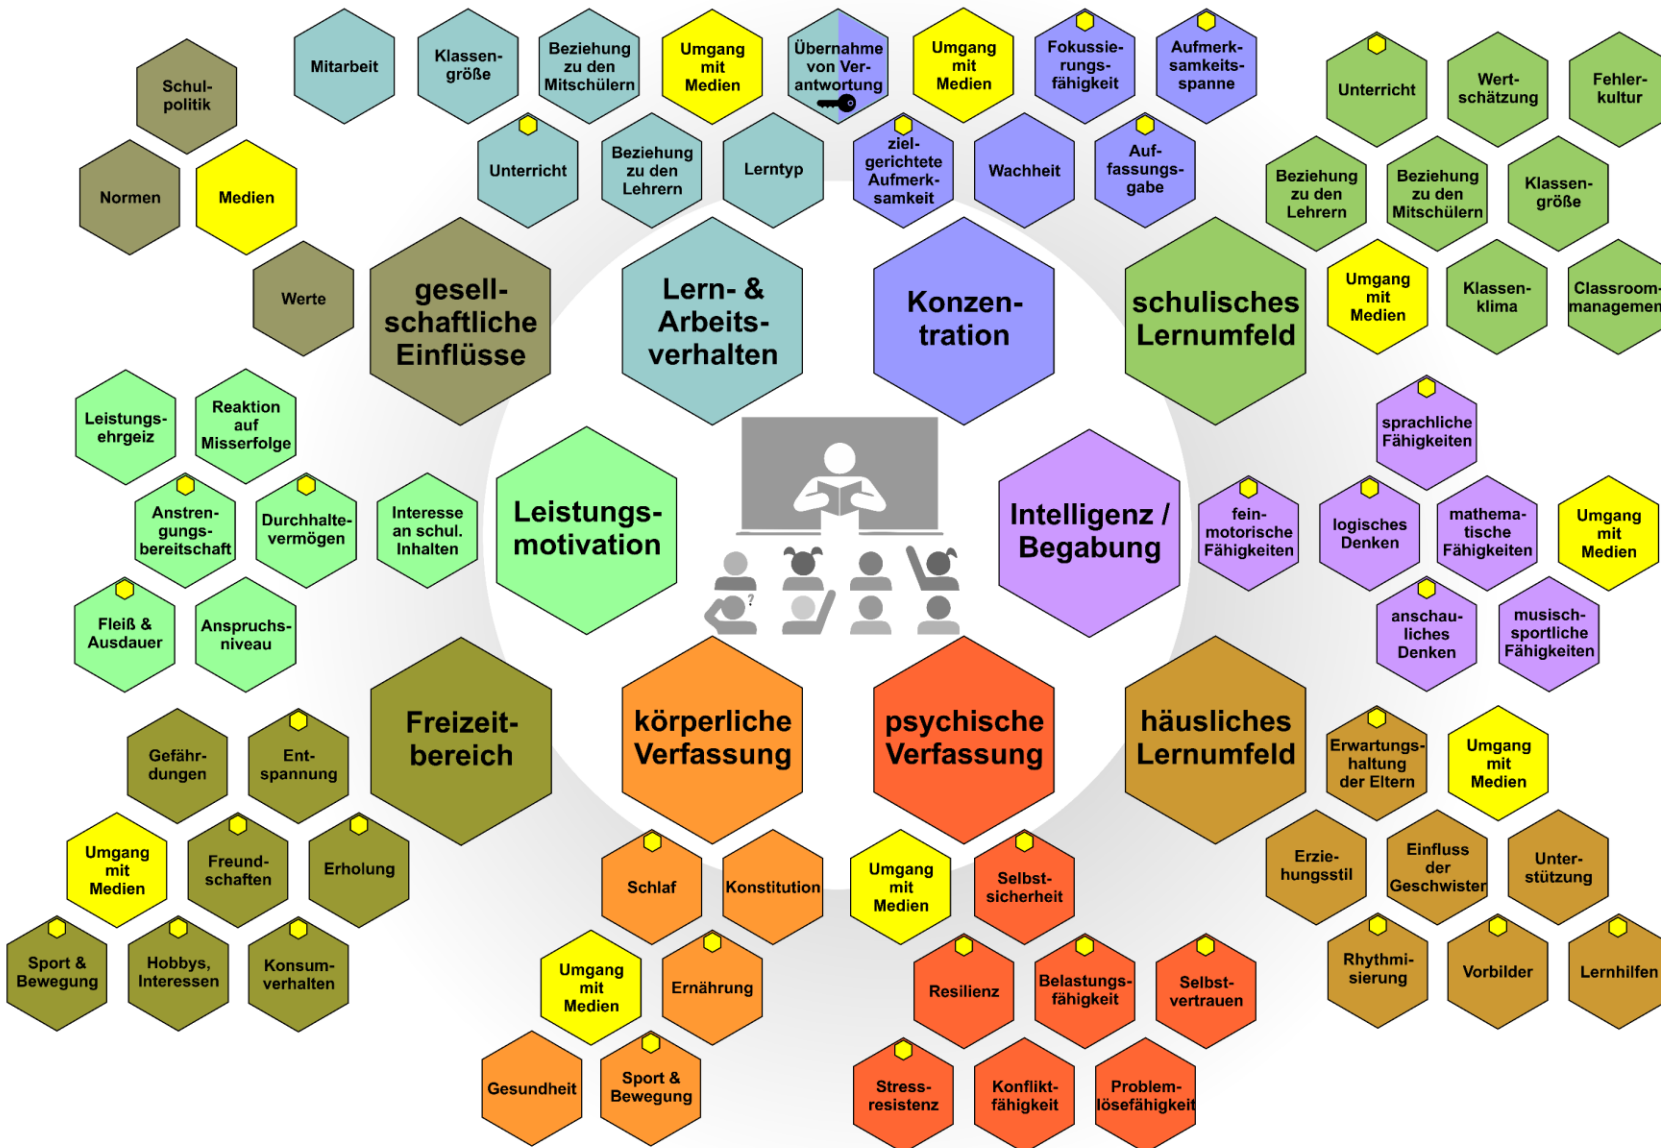 Schul-
politik
Normen
Medien
Werte
gesell-
schaftliche
Einflüsse
Mitarbeit
Klassen-
größe
Beziehung
zu den
Mitschülern
Umgang
mit
Medien
Übernahme
von Ver-
antwortung
Unterricht
Beziehung
zu den
Lehrern
Lerntyp
Lern- &
Arbeits-
verhalten
Umgang
mit
Medien
Fokussie-
rungs-
fähigkeit
Aufmerk-
samkeits-
spanne
ziel-
gerichtete
Aufmerk-
samkeit
Wachheit
Auf-
fassungs-
gabe
Konzen-
tration
Unterricht
Wert-
schätzung
Fehler-
kultur
Beziehung
zu den
Lehrern
Beziehung
zu den
Mitschülern
Klassen-
größe
Umgang
mit
Medien
Klassen-
klima
Classroom-
management
schulisches
Lernumfeld
Leistungs-
ehrgeiz
Reaktion
auf
Misserfolge
Anstren-
gungs-
bereitschaft
Durchhalte-
vermögen
Interesse
an schul.
Inhalten
Fleiß &
Ausdauer
Anspruchs-
niveau
Leistungs-
motivation
?
Intelligenz /
Begabung
sprachliche
Fähigkeiten
fein-
motorische
Fähigkeiten
logisches
Denken
mathema-
tische
Fähigkeiten
Umgang
mit
Medien
anschau-
liches
Denken
musisch-
sportliche
Fähigkeiten
Freizeit-
bereich
Gefähr-
dungen
Ent-
spannung
Umgang
mit
Medien
Freund-
schaften
Erholung
Sport &
Bewegung
Hobbys,
Interessen
Konsum-
verhalten
körperliche
Verfassung
Schlaf
Konstitution
Umgang
mit
Medien
Ernährung
Gesundheit
Sport &
Bewegung
psychische
Verfassung
Umgang
mit
Medien
Selbst-
sicherheit
Resilienz
Belastungs-
fähigkeit
Selbst-
vertrauen
Stress-
resistenz
Konflikt-
fähigkeit
Problem-
lösefähigkeit
häusliches
Lernumfeld
Erwartungs-
haltung
der Eltern
Umgang
mit
Medien
Erzie-
hungsstil
Einfluss
der
Geschwister
Unter-
stützung
Rhythmi-
sierung
Vorbilder
Lernhilfen